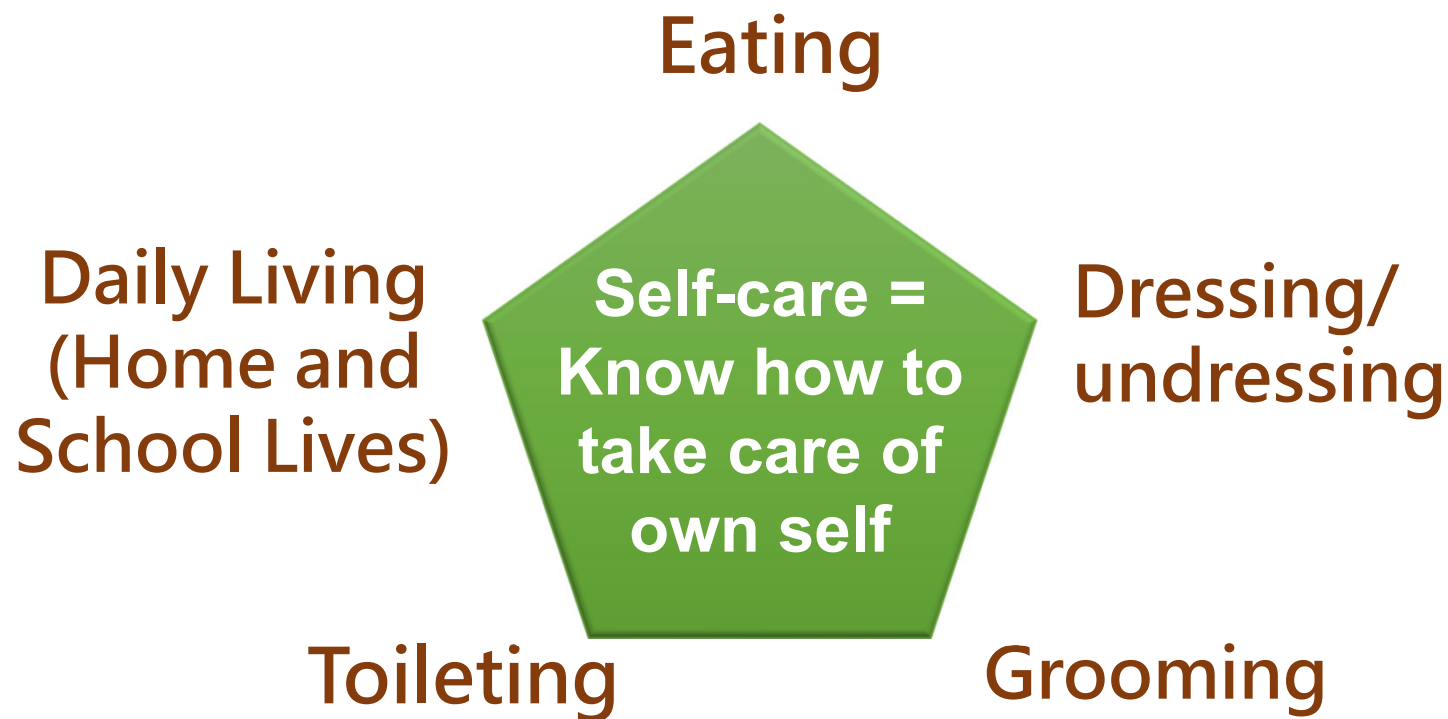 Eating
Daily Living
(Home and
School Lives)
Self-care =
Know how to
take care of
own self
Dressing/
undressing
Toileting
Grooming